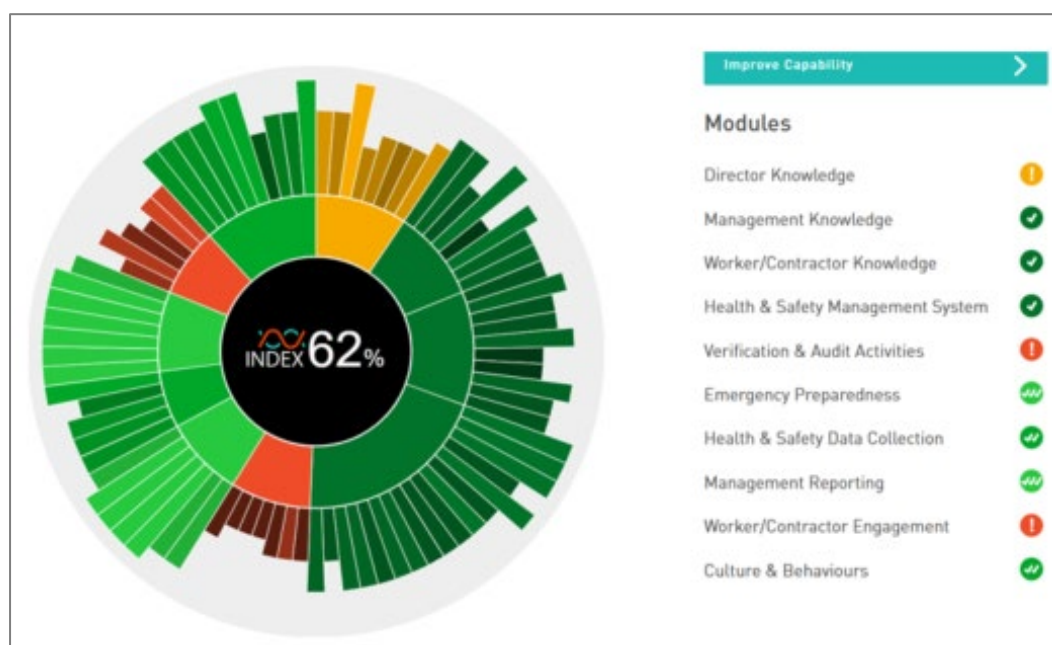 INDEX 62%
Improve Capability
Modules
Director Knowledge
Management Knowledge
Worker/Contractor Knowledge
Health & Safety Management System
Verification & Audit Activities
Emergency Preparedness
Health & Safety Data Collection
Management Reporting
Worker/Contractor Engagement
Culture & Behaviours